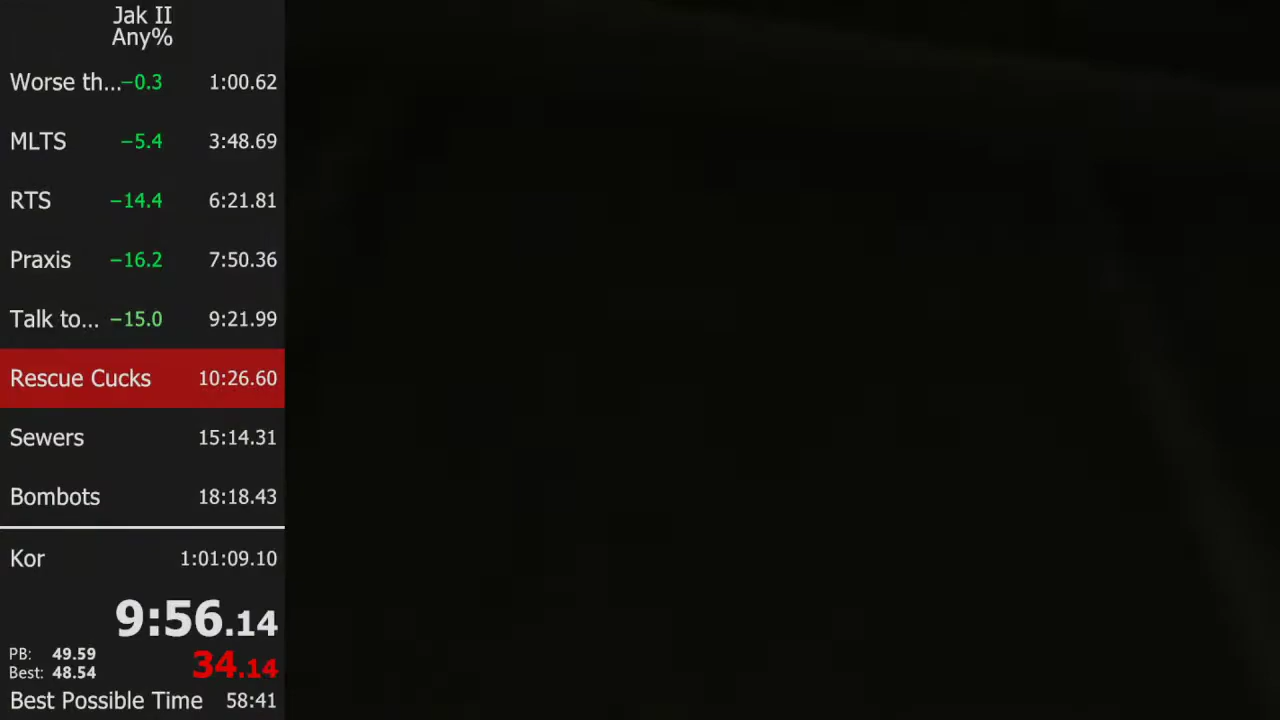 Jak II
Any%
Worse th... −0.3 1:00.62
MLTS −5.4 3:48.69
RTS −14.4 6:21.81
Praxis −16.2 7:50.36
Talk to... −15.0 9:21.99
Rescue Cucks 10:26.60
Sewers 15:14.31
Bombots 18:18.43
Kor 1:01:09.10
9:56.14
PB: 49.59
Best: 48.54
34.14
Best Possible Time 58:41